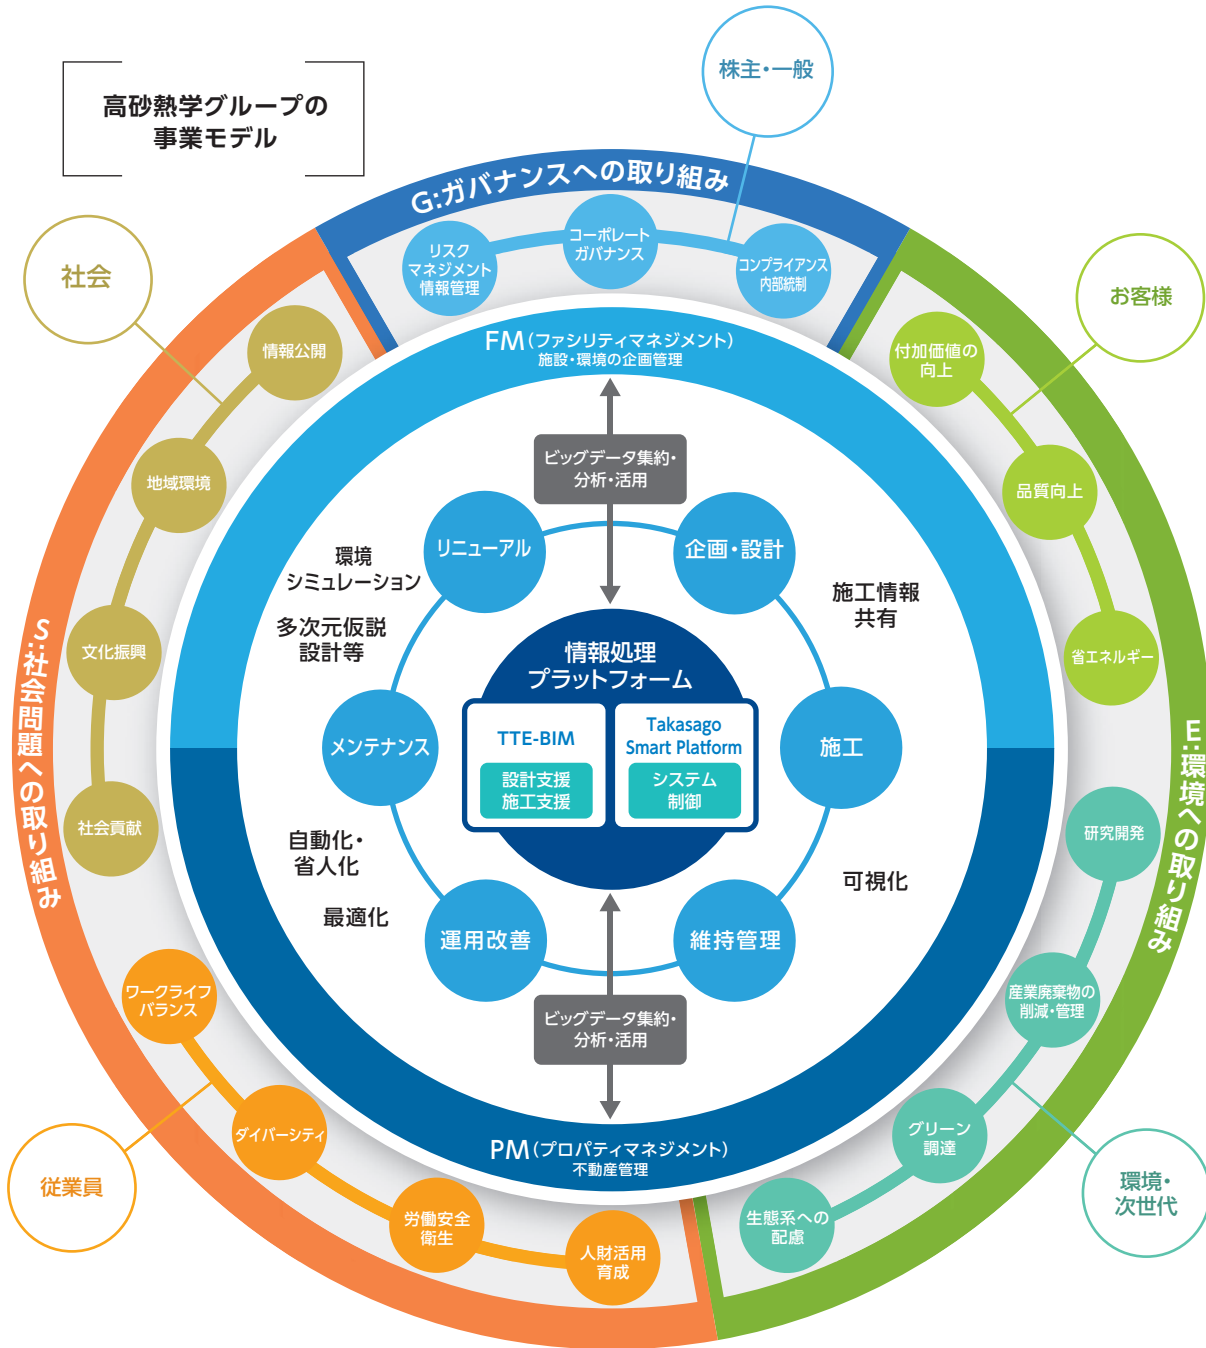 高砂熱学グループの
事業モデル
株主・一般
G:ガバナンスへの取り組み
リスク
マネジメント
情報管理
コーポレート
ガバナンス
コンプライアンス
内部統制
社会
お客様
情報公開
地域環境
文化振興
社会貢献
S:社会問題への取り組み
付加価値の
向上
品質向上
省エネルギー
E:環境への取り組み
FM(ファシリティマネジメント)
施設・環境の企画管理
ビッグデータ集約・
分析・活用
リニューアル
企画・設計
環境
シミュレーション
多次元仮説
設計等
施工情報
共有
情報処理
プラットフォーム
TTE-BIM
設計支援
施工支援
Takasago
Smart Platform
システム
制御
メンテナンス
施工
自動化・
省人化
最適化
可視化
運用改善
維持管理
ビッグデータ集約・
分析・活用
PM(プロパティマネジメント)
不動産管理
ワークライフ
バランス
ダイバーシティ
労働安全
衛生
人財活用
育成
従業員
研究開発
産業廃棄物の
削減・管理
グリーン
調達
生態系への
配慮
環境・
次世代